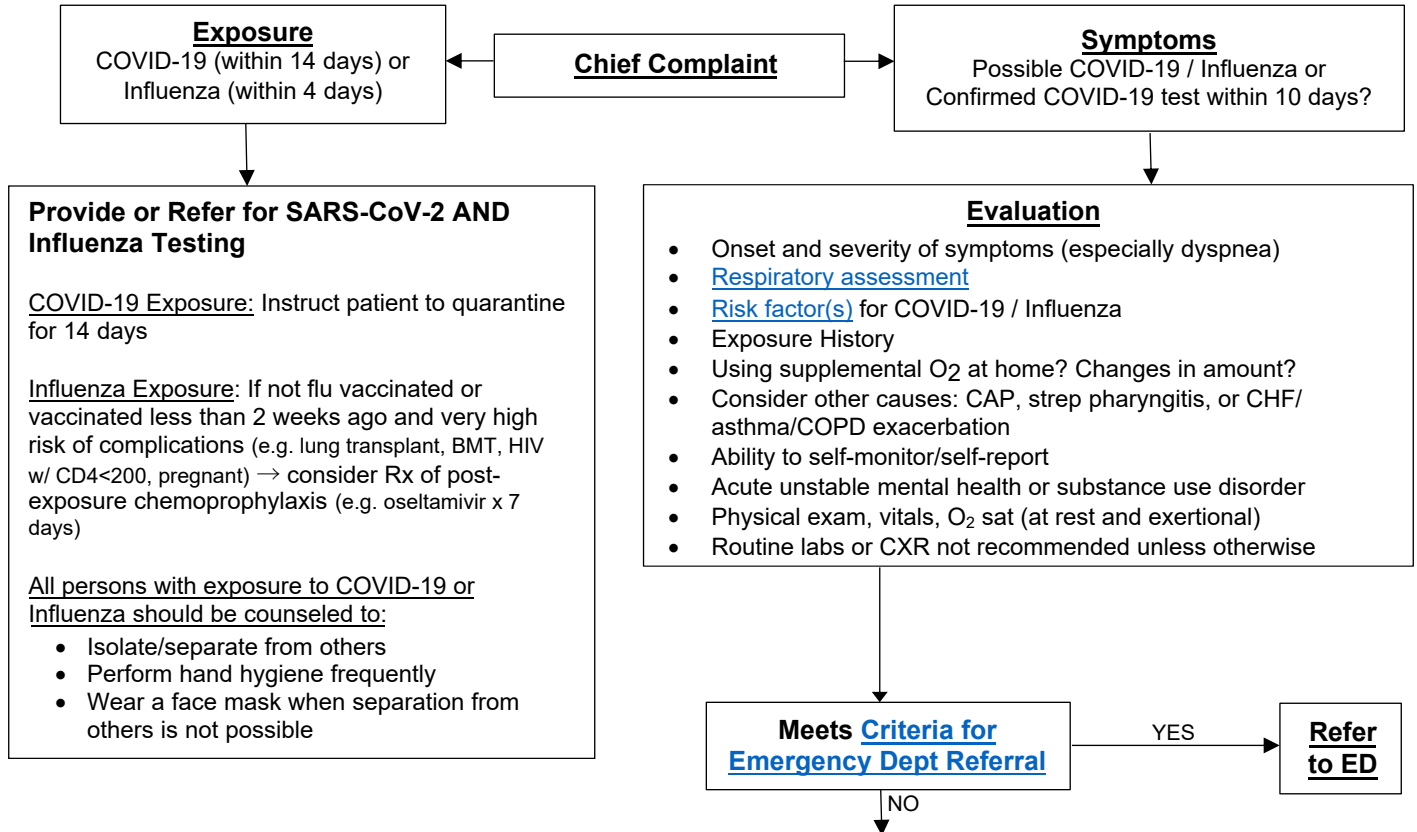 Exposure
COVID-19 (within 14 days) or
Influenza (within 4 days)
Chief Complaint
Symptoms
Possible COVID-19 / Influenza or
Confirmed COVID-19 test within 10 days?
Provide or Refer for SARS-CoV-2 AND
Influenza Testing
COVID-19 Exposure: Instruct patient to quarantine
for 14 days
Influenza Exposure: If not flu vaccinated or
vaccinated less than 2 weeks ago and very high
risk of complications (e.g. lung transplant, BMT, HIV
w/ CD4<200, pregnant) → consider Rx of post-
exposure chemoprophylaxis (e.g. oseltamivir x 7
days)
All persons with exposure to COVID-19 or
Influenza should be counseled to:
• Isolate/separate from others
• Perform hand hygiene frequently
• Wear a face mask when separation from
others is not possible
Evaluation
• Onset and severity of symptoms (especially dyspnea)
• Respiratory assessment
• Risk factor(s) for COVID-19 / Influenza
• Exposure History
• Using supplemental O2 at home? Changes in amount?
• Consider other causes: CAP, strep pharyngitis, or CHF/
asthma/COPD exacerbation
• Ability to self-monitor/self-report
• Acute unstable mental health or substance use disorder
• Physical exam, vitals, O₂ sat (at rest and exertional)
• Routine labs or CXR not recommended unless otherwise
Meets Criteria for
Emergency Dept Referral
YES
Refer
to ED
NO